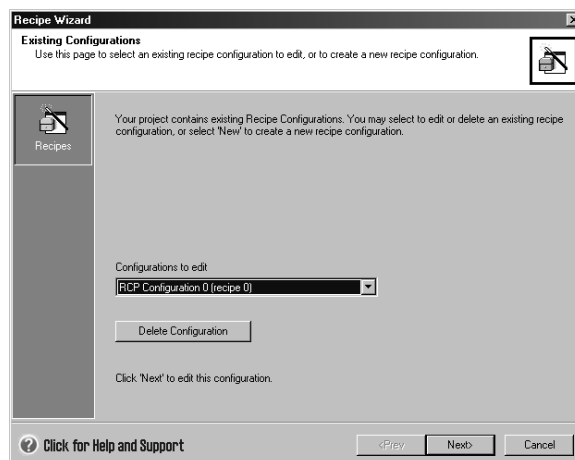 Recipe Wizard
Existing Configurations
Use this page to select an existing recipe configuration to edit, or to create a new recipe configuration.
Recipes
Your project contains existing Recipe Configurations. You may select to edit or delete an existing recipe
configuration, or select 'New' to create a new recipe configuration.
Configurations to edit
RCP Configuration 0 (recipe 0)
Delete Configuration
Click 'Next' to edit this configuration.
? Click for Help and Support
<Prev
Next>
Cancel